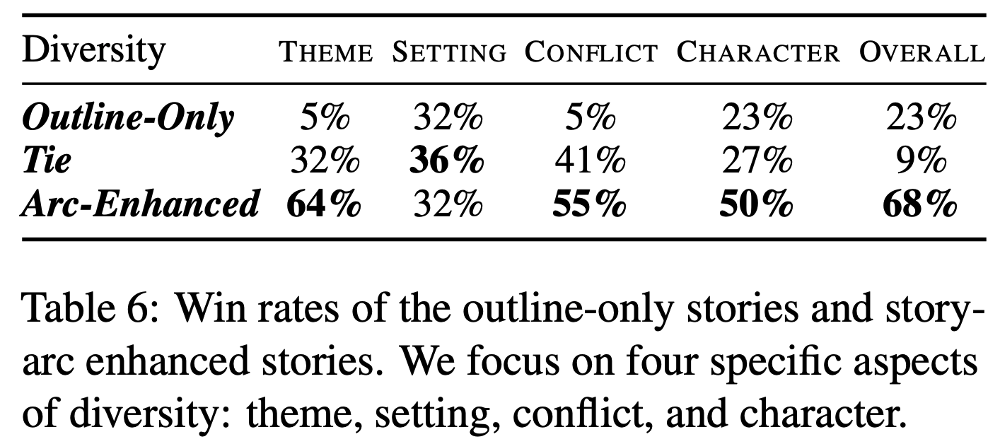 Diversity THEME SETTING CONFLICT CHARACTER OVERALL
Outline-Only 5% 32% 5% 23% 23%
Tie 32% 36% 41% 27% 9%
Arc-Enhanced 64% 32% 55% 50% 68%
Table 6: Win rates of the outline-only stories and story-
arc enhanced stories. We focus on four specific aspects
of diversity: theme, setting, conflict, and character.